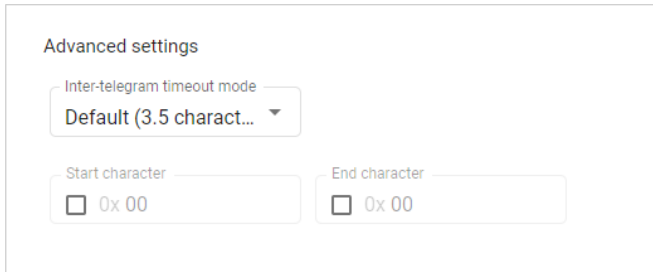 Advanced settings
Inter-telegram timeout mode
Default (3.5 charact...
Start character
End character
0x 00
0x 00